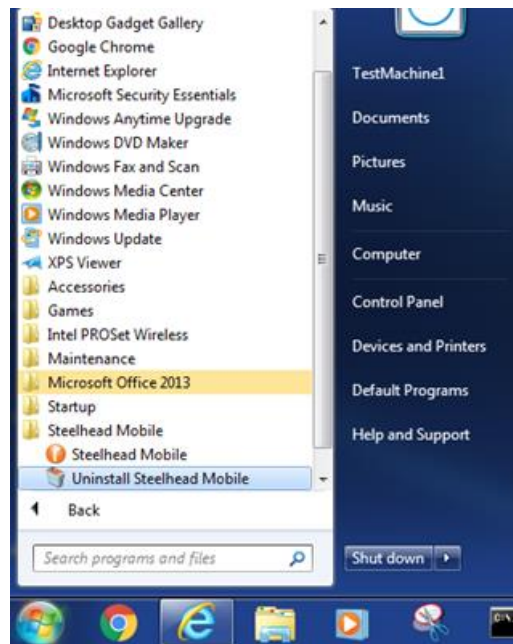 Desktop Gadget Gallery
Google Chrome
Internet Explorer
Microsoft Security Essentials
Windows Anytime Upgrade
Windows DVD Maker
Windows Fax and Scan
Windows Media Center
Windows Media Player
Windows Update
XPS Viewer
Accessories
Games
Intel PROSet Wireless
Maintenance
Microsoft Office 2013
Startup
Steelhead Mobile
Steelhead Mobile
Uninstall Steelhead Mobile
Back
Search programs and files
TestMachine1
Documents
Pictures
Music
Computer
Control Panel
Devices and Printers
Default Programs
Help and Support
Shut down